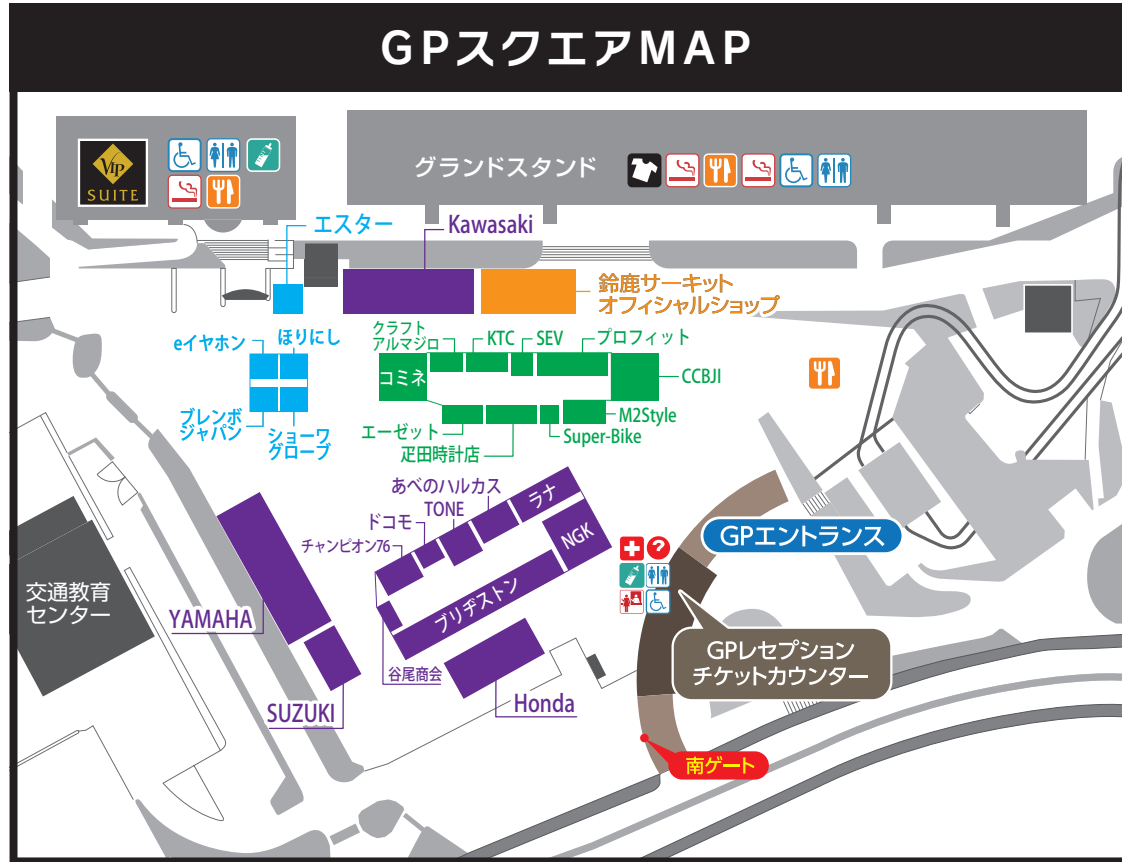 GPスクエアMAP
VIP
SUITE
グランドスタンド
エスター
Kawasaki
鈴鹿サーキット
オフィシャルショップ
eイヤホン
ほりにし
ブレンボ
ジャパン
ショーワ
グローブ
クラフト
アルマジロ
KTC
SEV
プロフィット
コミネ
CCBJI
エーゼット
疋田時計店
Super-Bike
M2Style
あべのハルカス
ラナ
TONE
ドコモ
チャンピオン76
NGK
ブリヂストン
谷尾商会
Honda
YAMAHA
SUZUKI
交通教育
センター
GPエントランス
GPレセプション
チケットカウンター
南ゲート